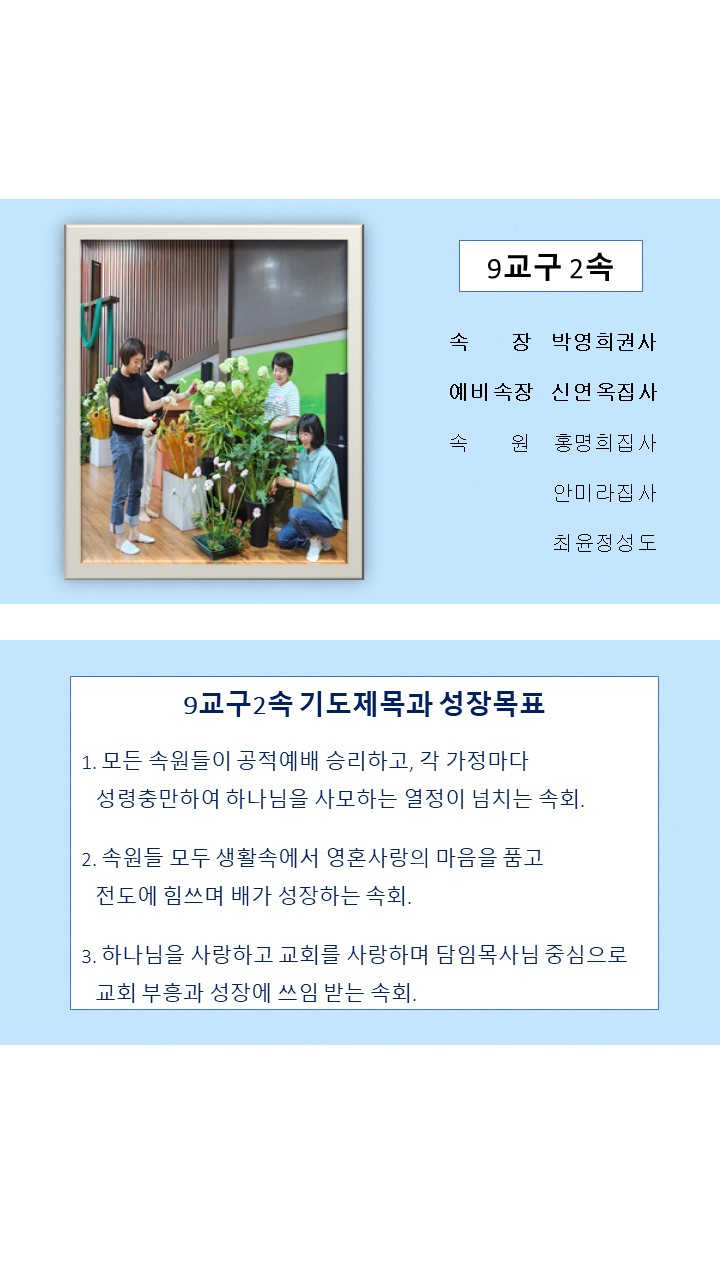 9교구 2속
속 장 박영희권사
예비속장 신연옥집사
속 원 홍명희집사
안미라집사
최윤정성도
9교구2속 기도제목과 성장목표
1. 모든 속원들이 공적예배 승리하고, 각 가정마다
성령충만하여 하나님을 사모하는 열정이 넘치는 속회.
2. 속원들 모두 생활속에서 영혼사랑의 마음을 품고
전도에 힘쓰며 배가 성장하는 속회.
3. 하나님을 사랑하고 교회를 사랑하며 담임목사님 중심으로
교회 부흥과 성장에 쓰임 받는 속회.